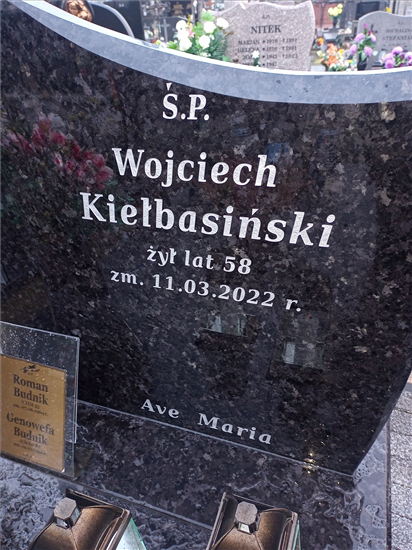 NITEK
Ś.P.
Wojciech
Kiełbasiński
żył lat 58
zm. 11.03.2022 r.
Ave Maria
Roman
Budnik
Genowefa
Budnik